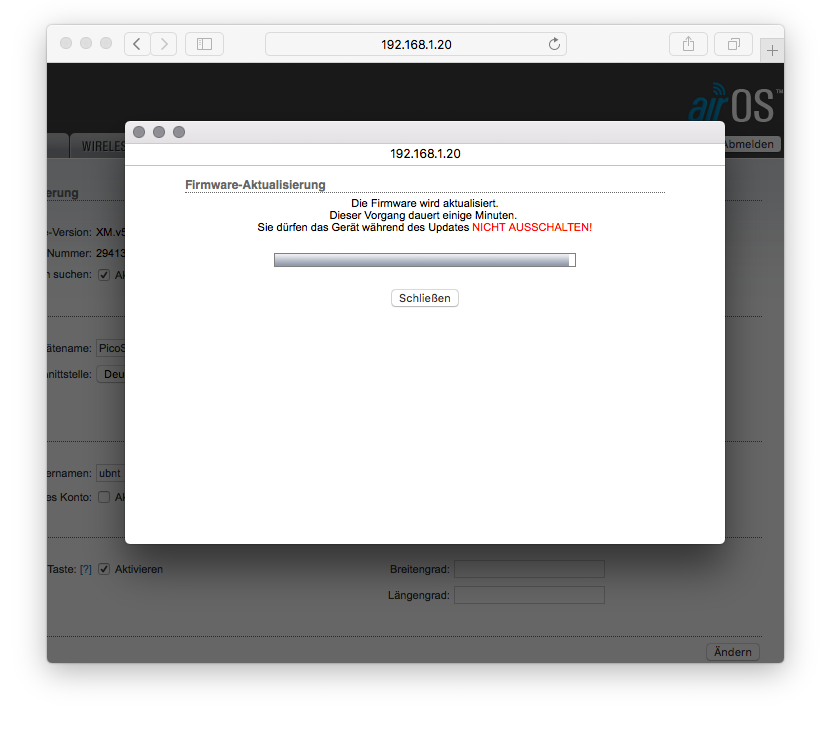 192.168.1.20
airOS™
Abmelden
192.168.1.20
Firmware-Aktualisierung
Die Firmware wird aktualisiert.
Dieser Vorgang dauert einige Minuten.
Sie dürfen das Gerät während des Updates NICHT AUSSCHALTEN!
Schließen
WIRELES
erung
-Version: XM.v5
Nummer: 29413
n suchen: Ak
ätename: PicoS
nittstelle: Deu
ernamen: ubnt
es Konto: Ak
Taste: [?] Aktivieren
Breitengrad:
Längengrad:
Ändern